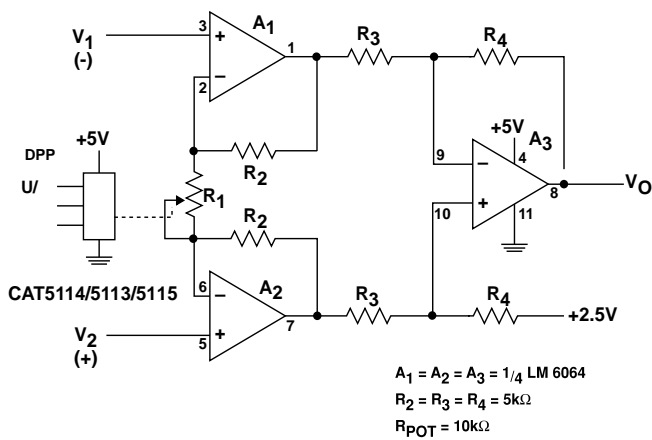 V1
(-)
3
+
A1
1
−
2
R3
R4
R2
DPP
+5V
U/
R1
R2
+5V
A3
9
−
4
10
+
11
8
VO
CAT5114/5113/5115
6
−
A2
7
V2
(+)
5
+
R3
R4
+2.5V
A1 = A2 = A3 = 1/4 LM 6064
R2 = R3 = R4 = 5kΩ
RPOT = 10kΩ